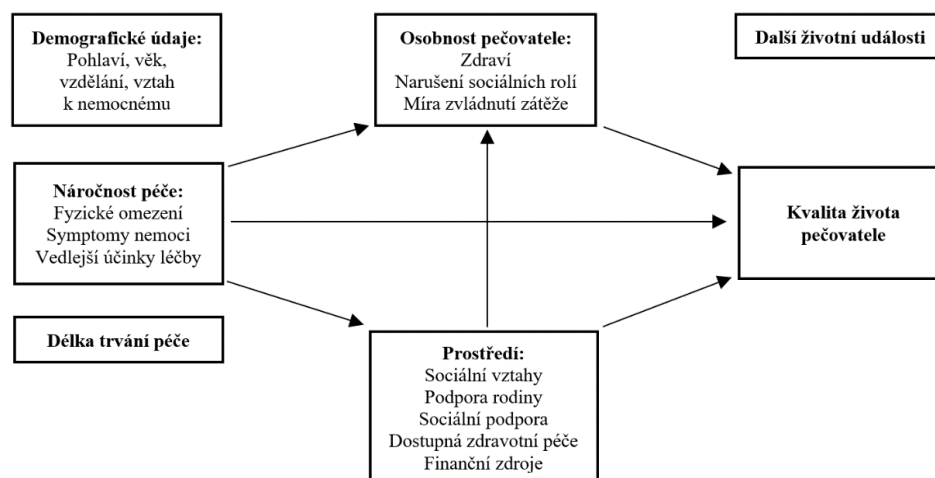 Demografické údaje:
Pohlaví, věk,
vzdělání, vztah
k nemocnému
Osobnost pečovatele:
Zdraví
Narušení sociálních rolí
Míra zvládnutí zátěže
Další životní události
Náročnost péče:
Fyzické omezení
Symptomy nemoci
Vedlejší účinky léčby
Kvalita života
pečovatele
Délka trvání péče
Prostředí:
Sociální vztahy
Podpora rodiny
Sociální podpora
Dostupná zdravotní péče
Finanční zdroje